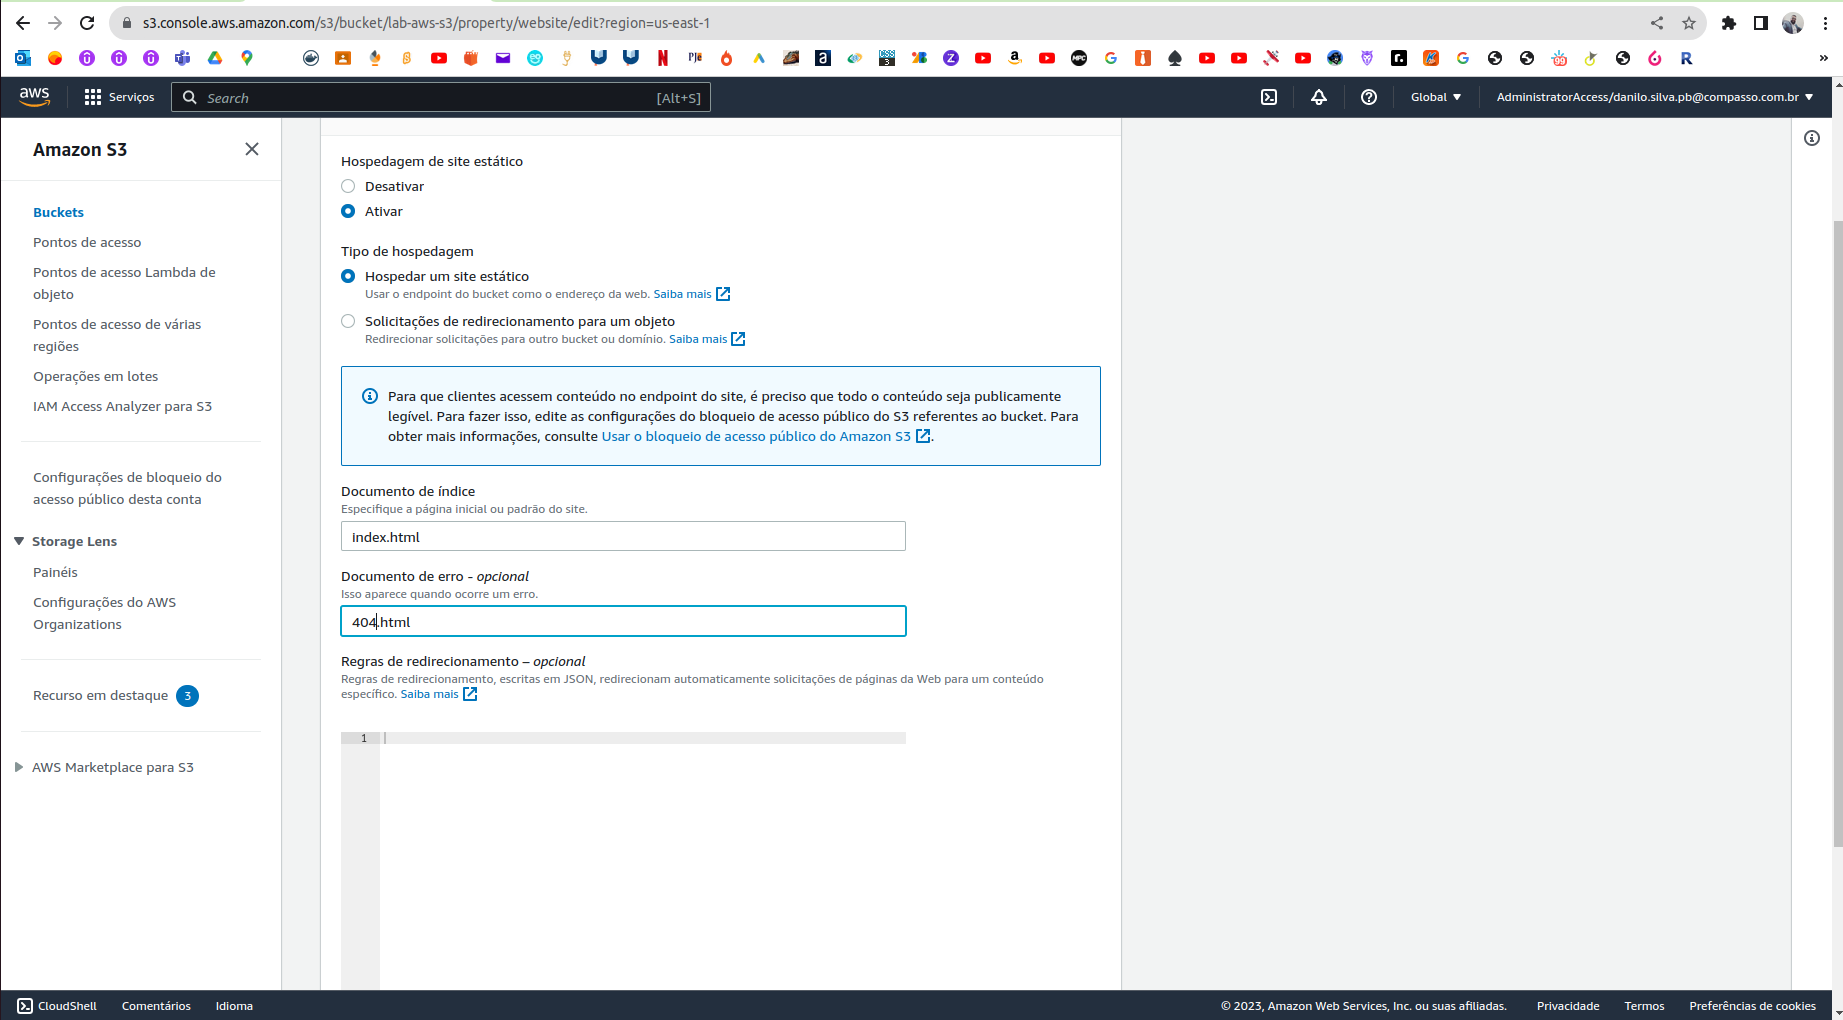 s3.console.aws.amazon.com/s3/bucket/lab-aws-s3/property/website/edit?region=us-east-1
aws
Serviços
Search
[Alt+S]
Global
AdministratorAccess/danilo.silva.pb@compasso.com.br
Amazon S3
Buckets
Pontos de acesso
Pontos de acesso Lambda de
objeto
Pontos de acesso de várias
regiões
Operações em lotes
IAM Access Analyzer para S3
Configurações de bloqueio do
acesso público desta conta
Storage Lens
Painéis
Configurações do AWS
Organizations
Recurso em destaque 3
AWS Marketplace para S3
Hospedagem de site estático
Desativar
Ativar
Tipo de hospedagem
Hospedar um site estático
Usar o endpoint do bucket como o endereço da web. Saiba mais
Solicitações de redirecionamento para um objeto
Redirecionar solicitações para outro bucket ou domínio. Saiba mais
Para que clientes acessem conteúdo no endpoint do site, é preciso que todo o conteúdo seja publicamente
legível. Para fazer isso, edite as configurações do bloqueio de acesso público do S3 referentes ao bucket. Para
obter mais informações, consulte Usar o bloqueio de acesso público do Amazon S3.
Documento de índice
Especifique a página inicial ou padrão do site.
index.html
Documento de erro - opcional
Isso aparece quando ocorre um erro.
404.html
Regras de redirecionamento – opcional
Regras de redirecionamento, escritas em JSON, redirecionam automaticamente solicitações de páginas da Web para um conteúdo
específico. Saiba mais
1
CloudShell
Comentários
Idioma
© 2023, Amazon Web Services, Inc. ou suas afiliadas.
Privacidade
Termos
Preferências de cookies